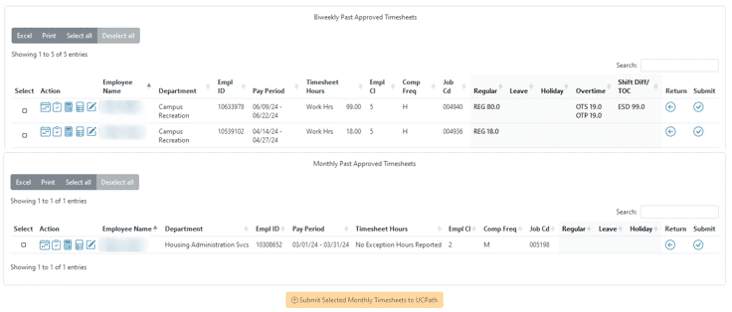 Biweekly Past Approved Timesheets
Excel Print Select all Deselect all
Showing 1 to 5 of 5 entries
Search:
Select Action Employee Name Department Empl ID Pay Period Timesheet Hours Empl Cl Comp Freq Job Cd Regular Leave Holiday Overtime Shift Diff/ TOC Return Submit
Campus Recreation 10633978 06/09/24 - 06/22/24 Work Hrs 99.00 5 H 004940 REG 80.0 OTS 19.0 OTP 19.0 ESD 99.0
Campus Recreation 10539102 04/14/24 - 04/27/24 Work Hrs 18.00 5 H 004936 REG 18.0
Monthly Past Approved Timesheets
Excel Print Select all Deselect all
Showing 1 to 1 of 1 entries
Search:
Select Action Employee Name Department Empl ID Pay Period Timesheet Hours Empl Cl Comp Freq Job Cd Regular Leave Holiday Return Submit
Housing Administration Svcs 10308652 03/01/24 - 03/31/24 No Exception Hours Reported 2 M 005198
Showing 1 to 1 of 1 entries
Submit Selected Monthly Timesheets to UCPath